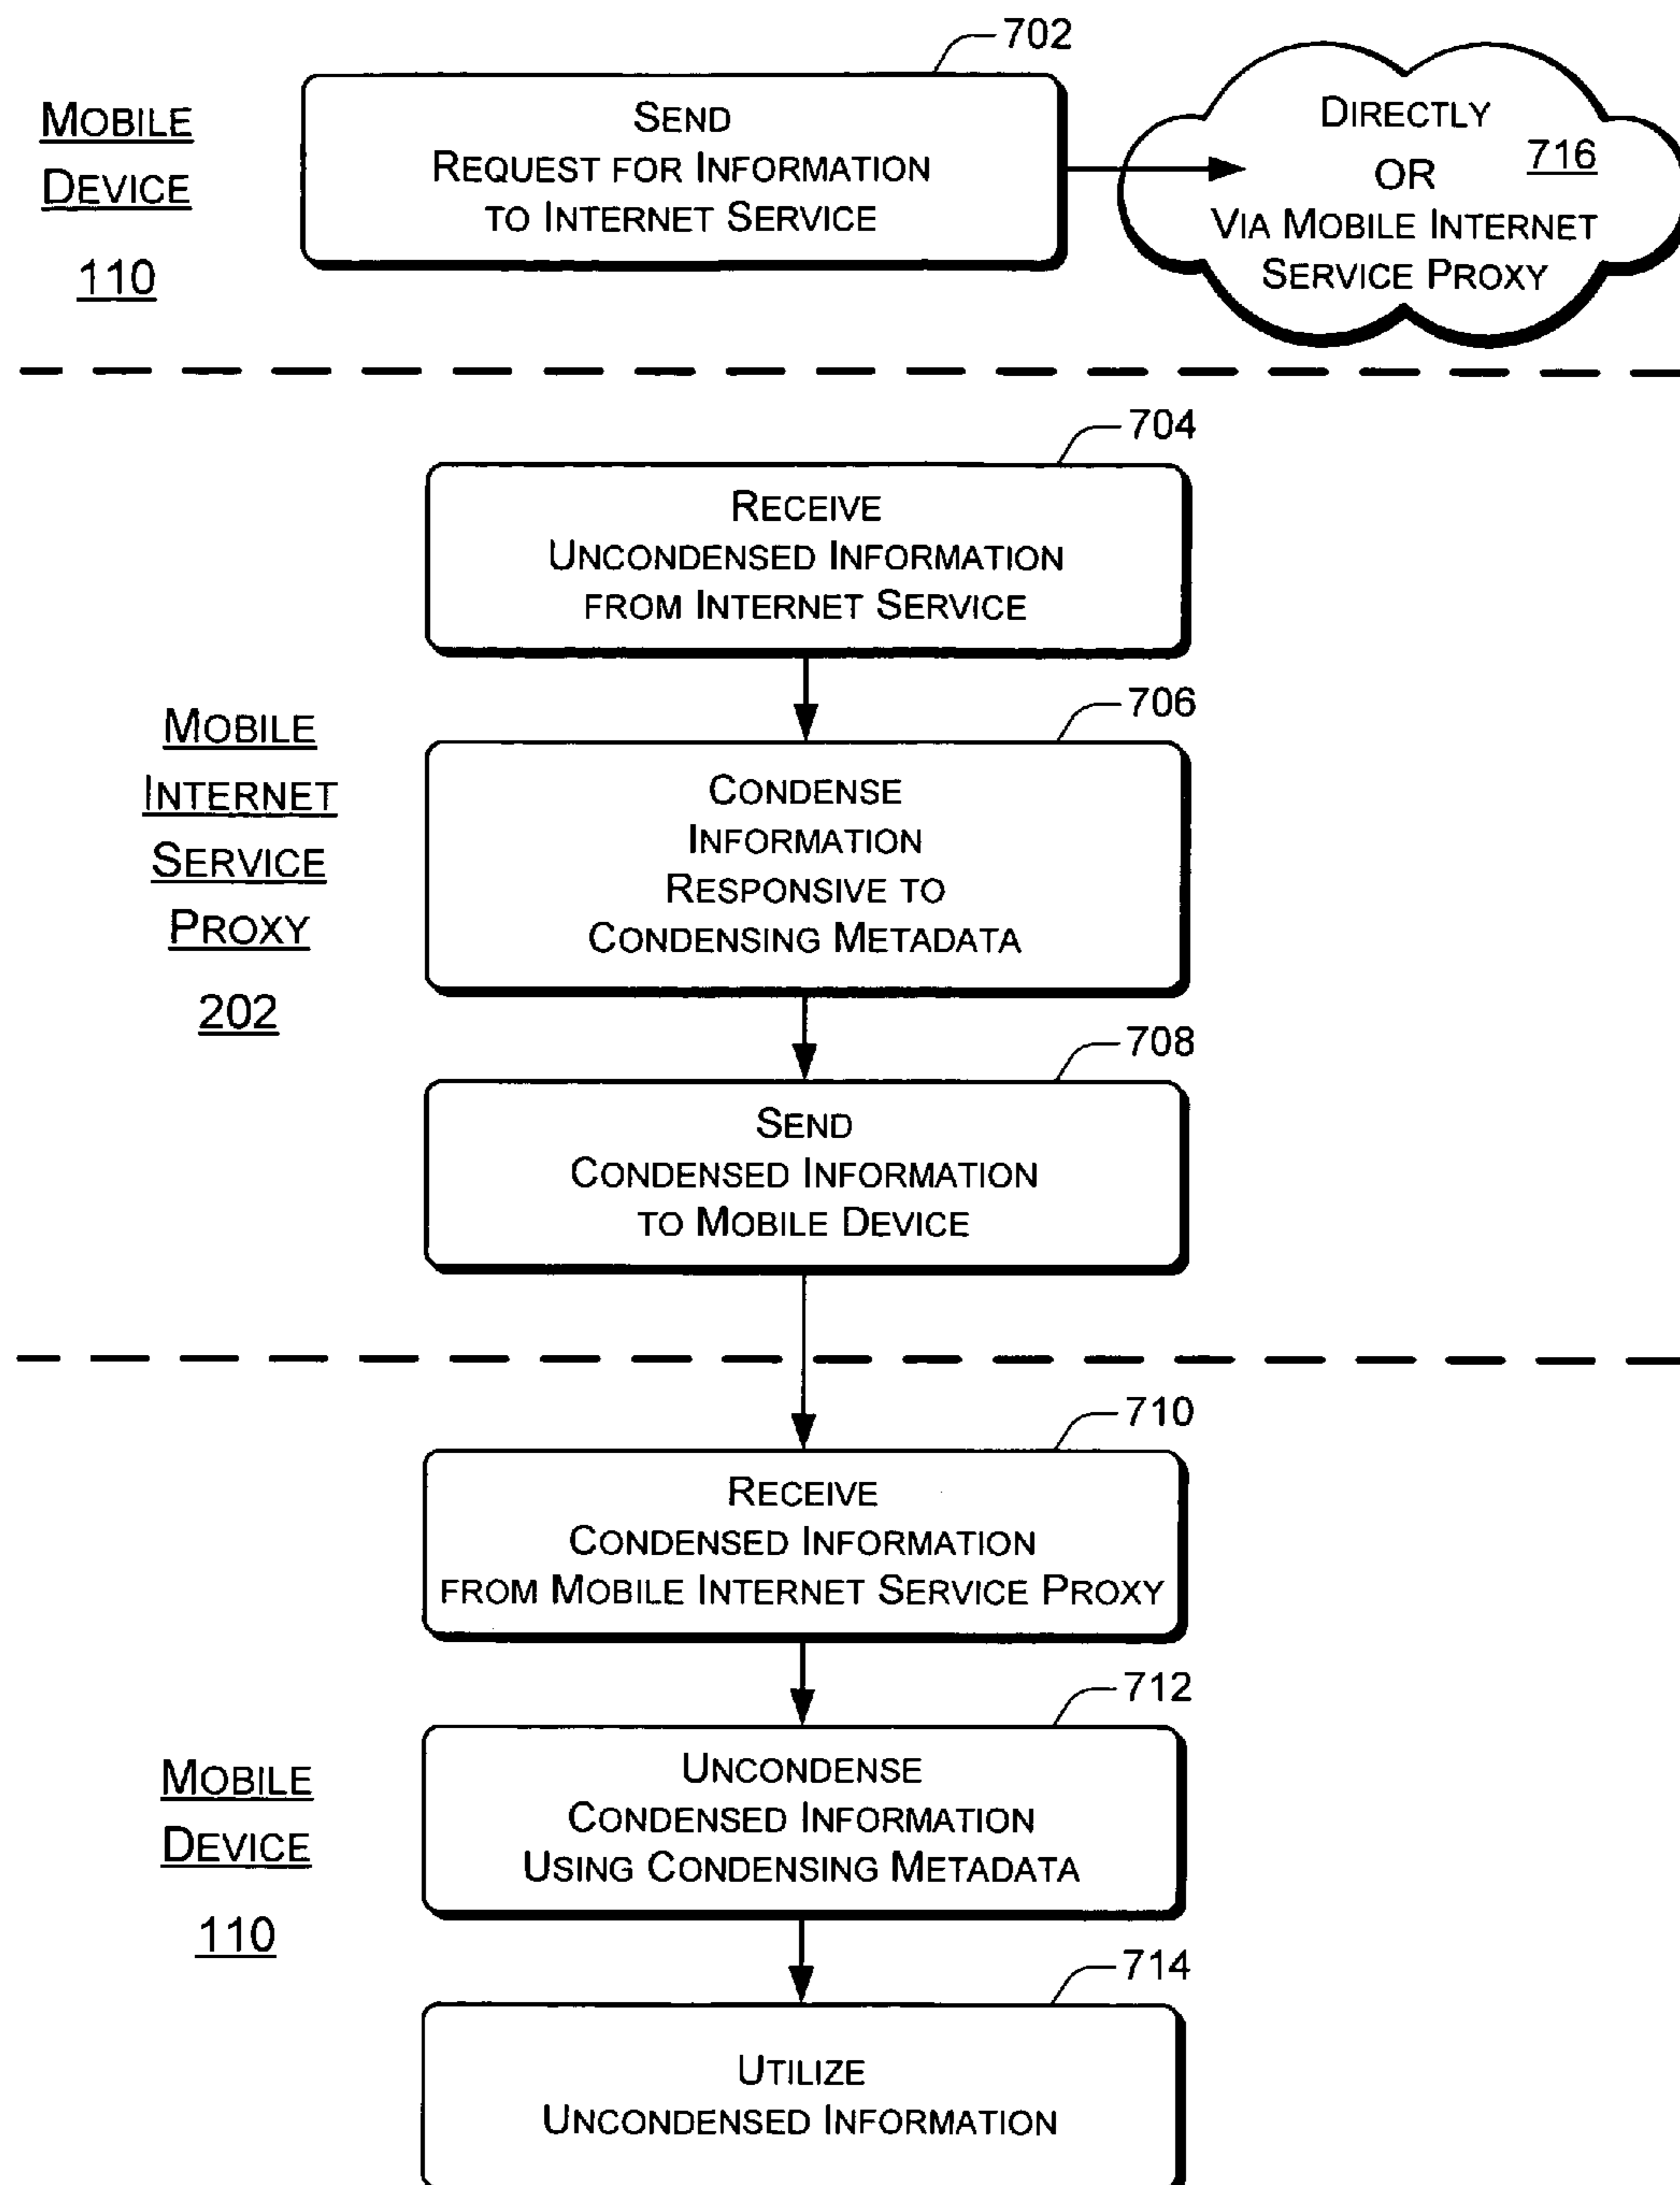 702
MOBILE
DEVICE
110
SEND
REQUEST FOR INFORMATION
TO INTERNET SERVICE
DIRECTLY
OR
716
VIA MOBILE INTERNET
SERVICE PROXY
704
RECEIVE
UNCONDENSED INFORMATION
FROM INTERNET SERVICE
MOBILE
INTERNET
SERVICE
PROXY
202
706
CONDENSE
INFORMATION
RESPONSIVE TO
CONDENSING METADATA
708
SEND
CONDENSED INFORMATION
TO MOBILE DEVICE
710
RECEIVE
CONDENSED INFORMATION
FROM MOBILE INTERNET SERVICE PROXY
MOBILE
DEVICE
110
712
UNCONDENSE
CONDENSED INFORMATION
USING CONDENSING METADATA
714
UTILIZE
UNCONDENSED INFORMATION